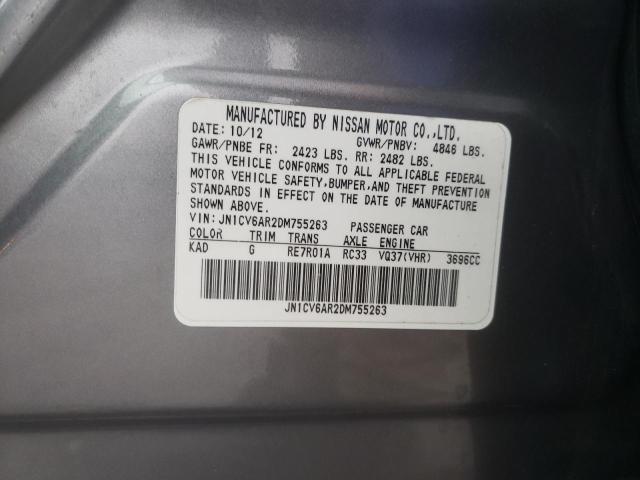 MANUFACTURED BY NISSAN MOTOR CO.,LTD.
DATE: 10/12 GVWR/PNBV: 4846 LBS.
GAWR/PNBE FR: 2423 LBS. RR: 2482 LBS.
THIS VEHICLE CONFORMS TO ALL APPLICABLE FEDERAL
MOTOR VEHICLE SAFETY,BUMPER,AND THEFT PREVENTION
STANDARDS IN EFFECT ON THE DATE OF MANUFACTURE
SHOWN ABOVE.
VIN: JN1CV6AR2DM755263 PASSENGER CAR
COLOR TRIM TRANS AXLE ENGINE
KAD G RE7R01A RC33 VQ37(VHR) 3696CC
JN1CV6AR2DM755263